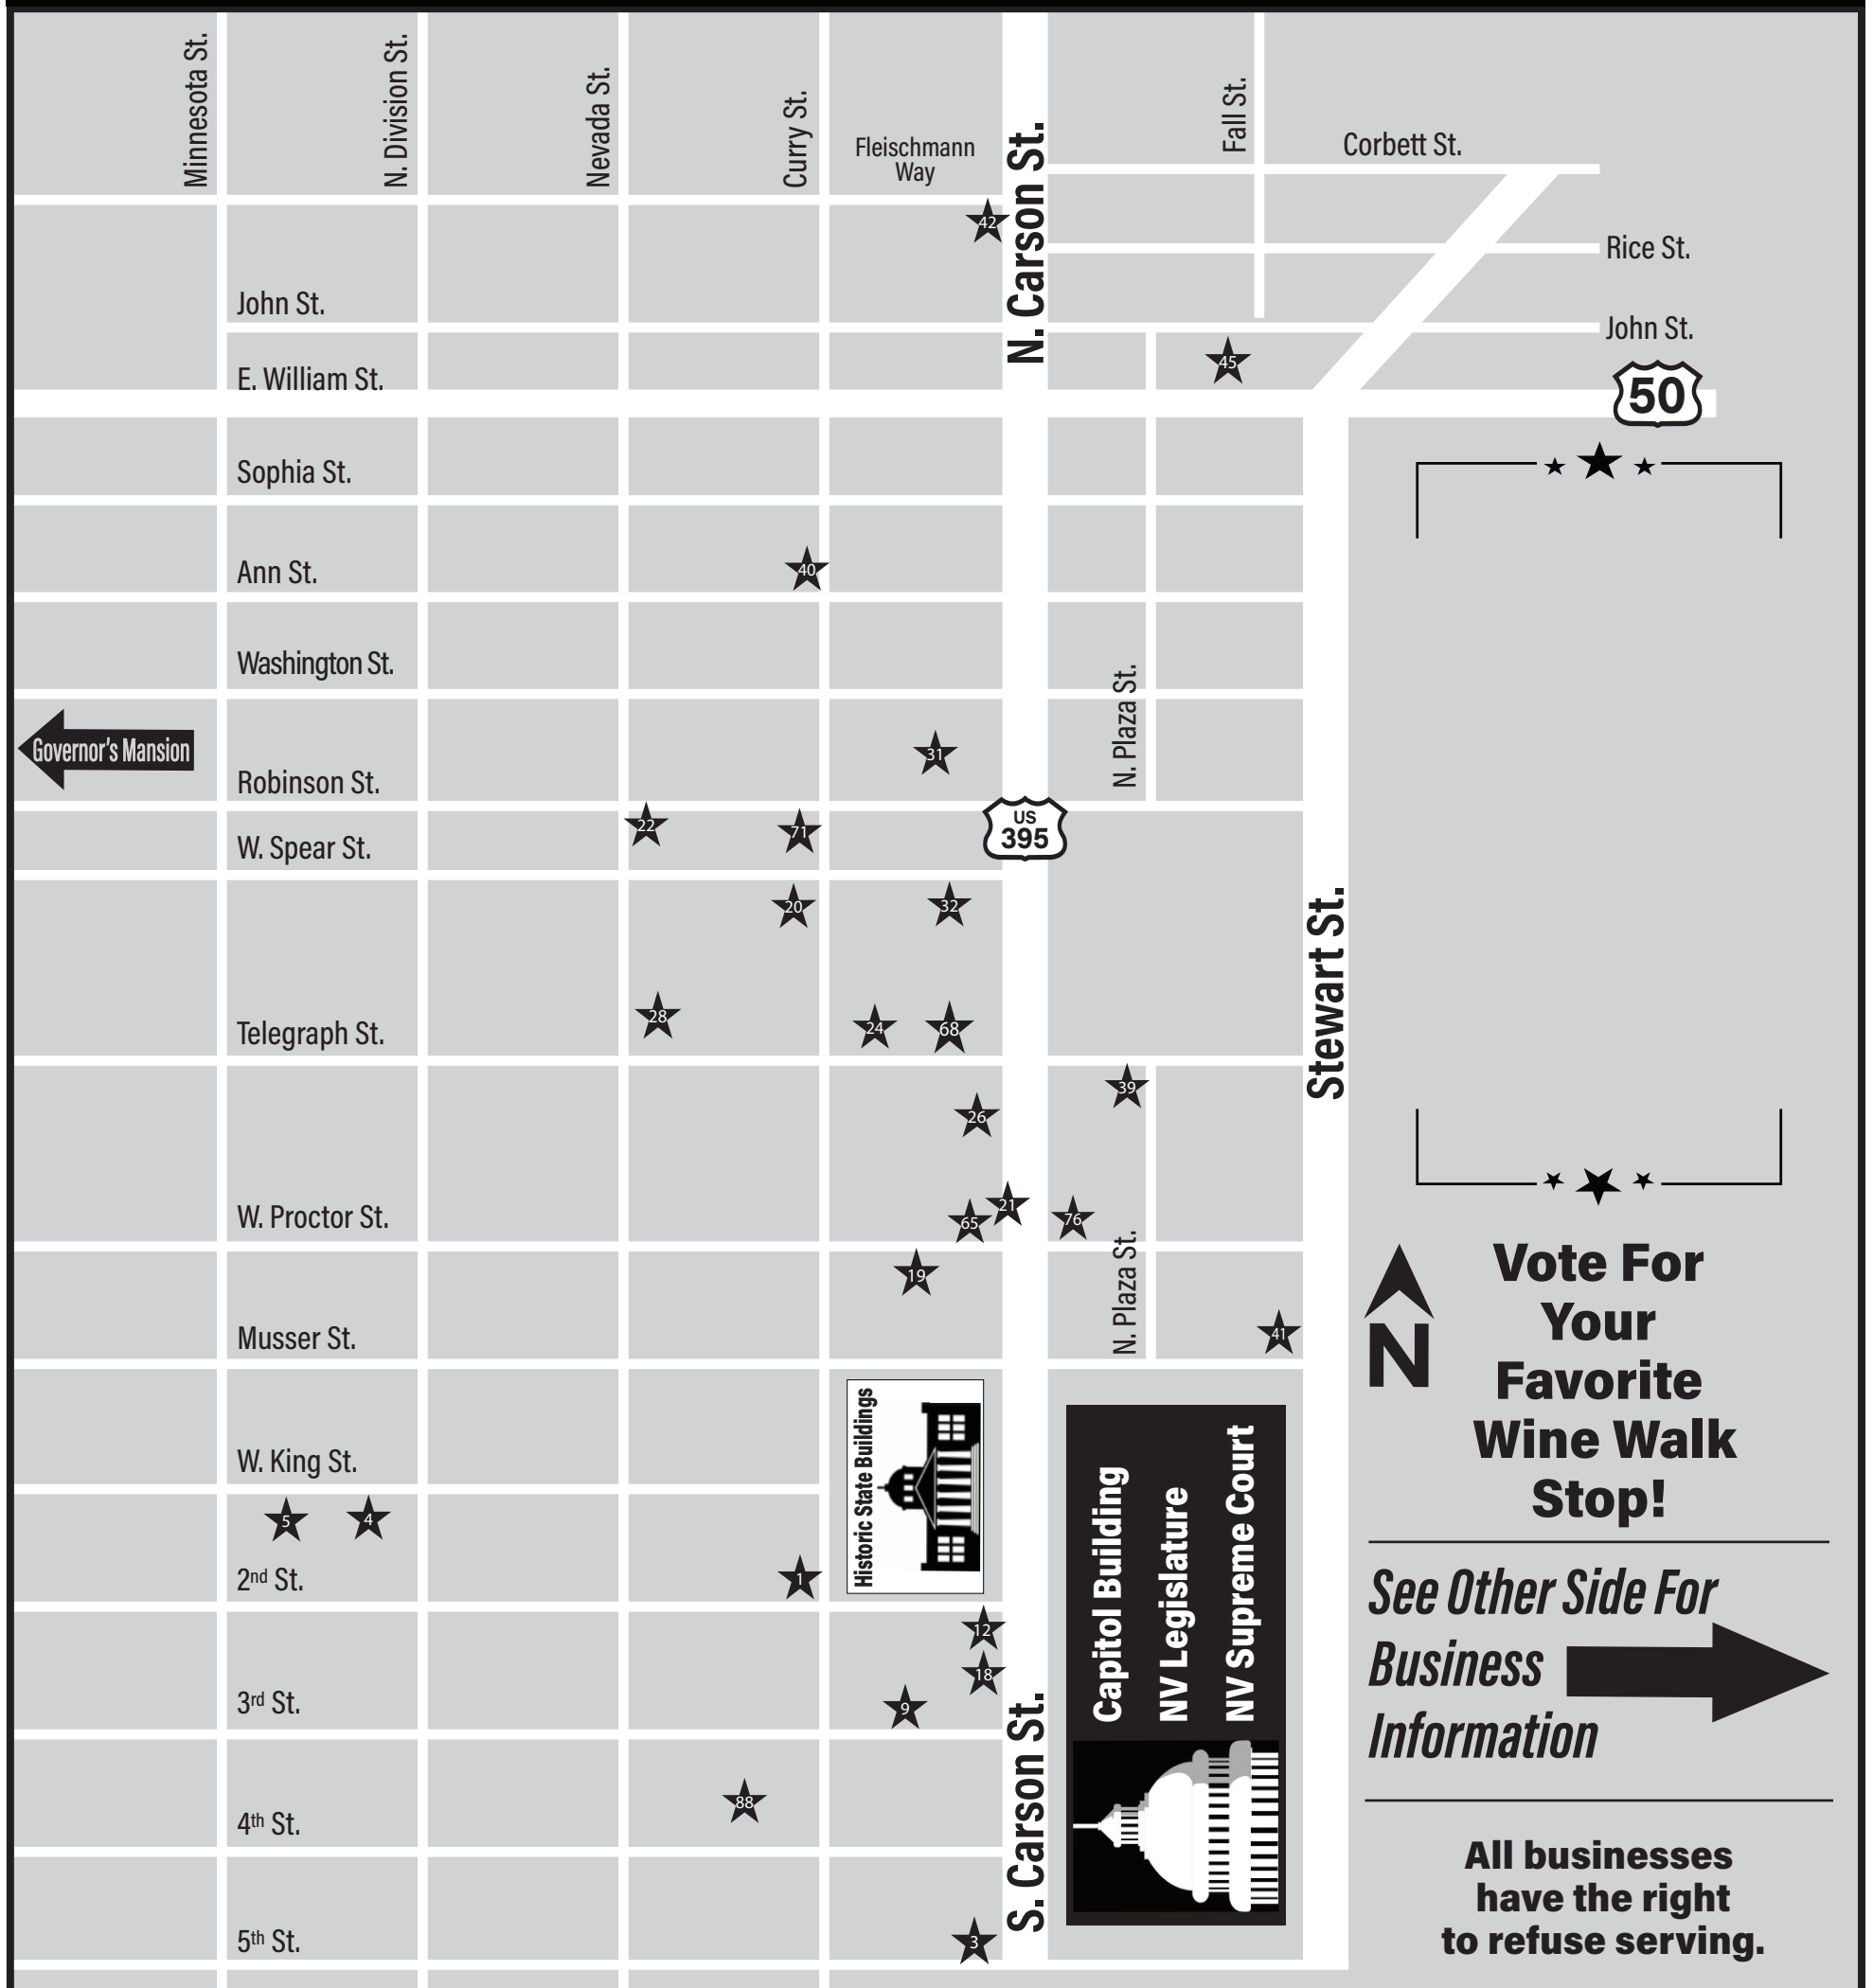 Minnesota St.
N. Division St.
Nevada St.
Curry St.
Fleischmann
Way
N. Carson St.
Fall St.
Corbett St.
42
Rice St.
John St.
John St.
45
E. William St.
50
Sophia St.
Ann St.
40
Washington St.
N. Plaza St.
Governor's Mansion
31
Robinson St.
22
71
US
395
W. Spear St.
20
32
Stewart St.
28
24
68
Telegraph St.
39
26
W. Proctor St.
65
21
76
19
N. Plaza St.
41
Musser St.
N
Vote For
Your
Favorite
Wine Walk
Stop!
Historic State Buildings
Capitol Building
NV Legislature
NV Supreme Court
W. King St.
5
4
2nd St.
1
12
18
9
3rd St.
S. Carson St.
See Other Side For
Business
Information
88
4th St.
5th St.
3
All businesses
have the right
to refuse serving.